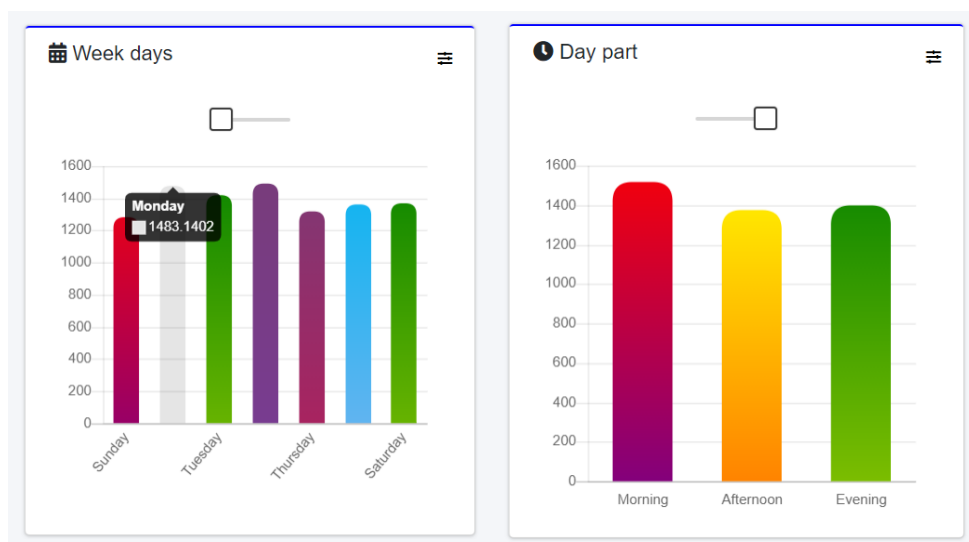 Week days
1600
1400
1200
1000
800
600
400
200
0
Monday
1483.1402
Sunday
Tuesday
Thursday
Saturday
Day part
1600
1400
1200
1000
800
600
400
200
0
Morning Afternoon Evening